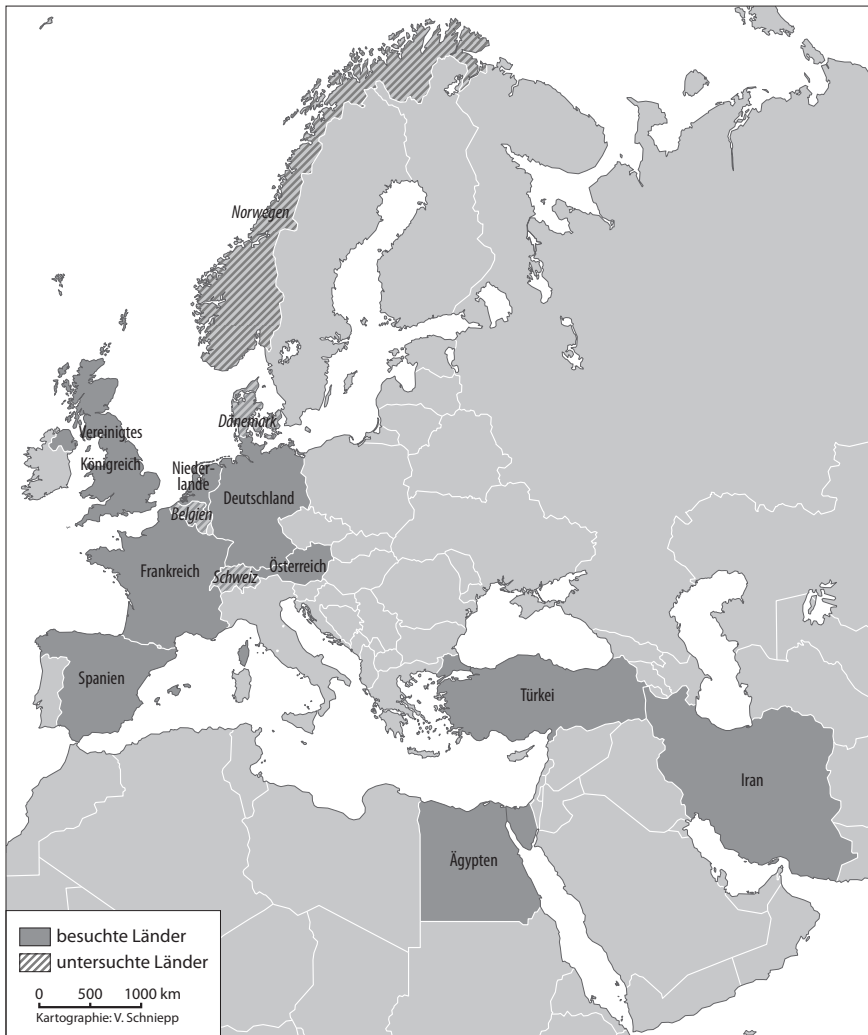 Norwegen
Dänemark
Vereinigtes
Königreich
Nieder-
lande
Deutschland
Belgien
Frankreich
Schweiz
Österreich
Spanien
Türkei
Iran
Ägypten
besuchte Länder
untersuchte Länder
0 500 1000 km
Kartographie: V. Schniepp